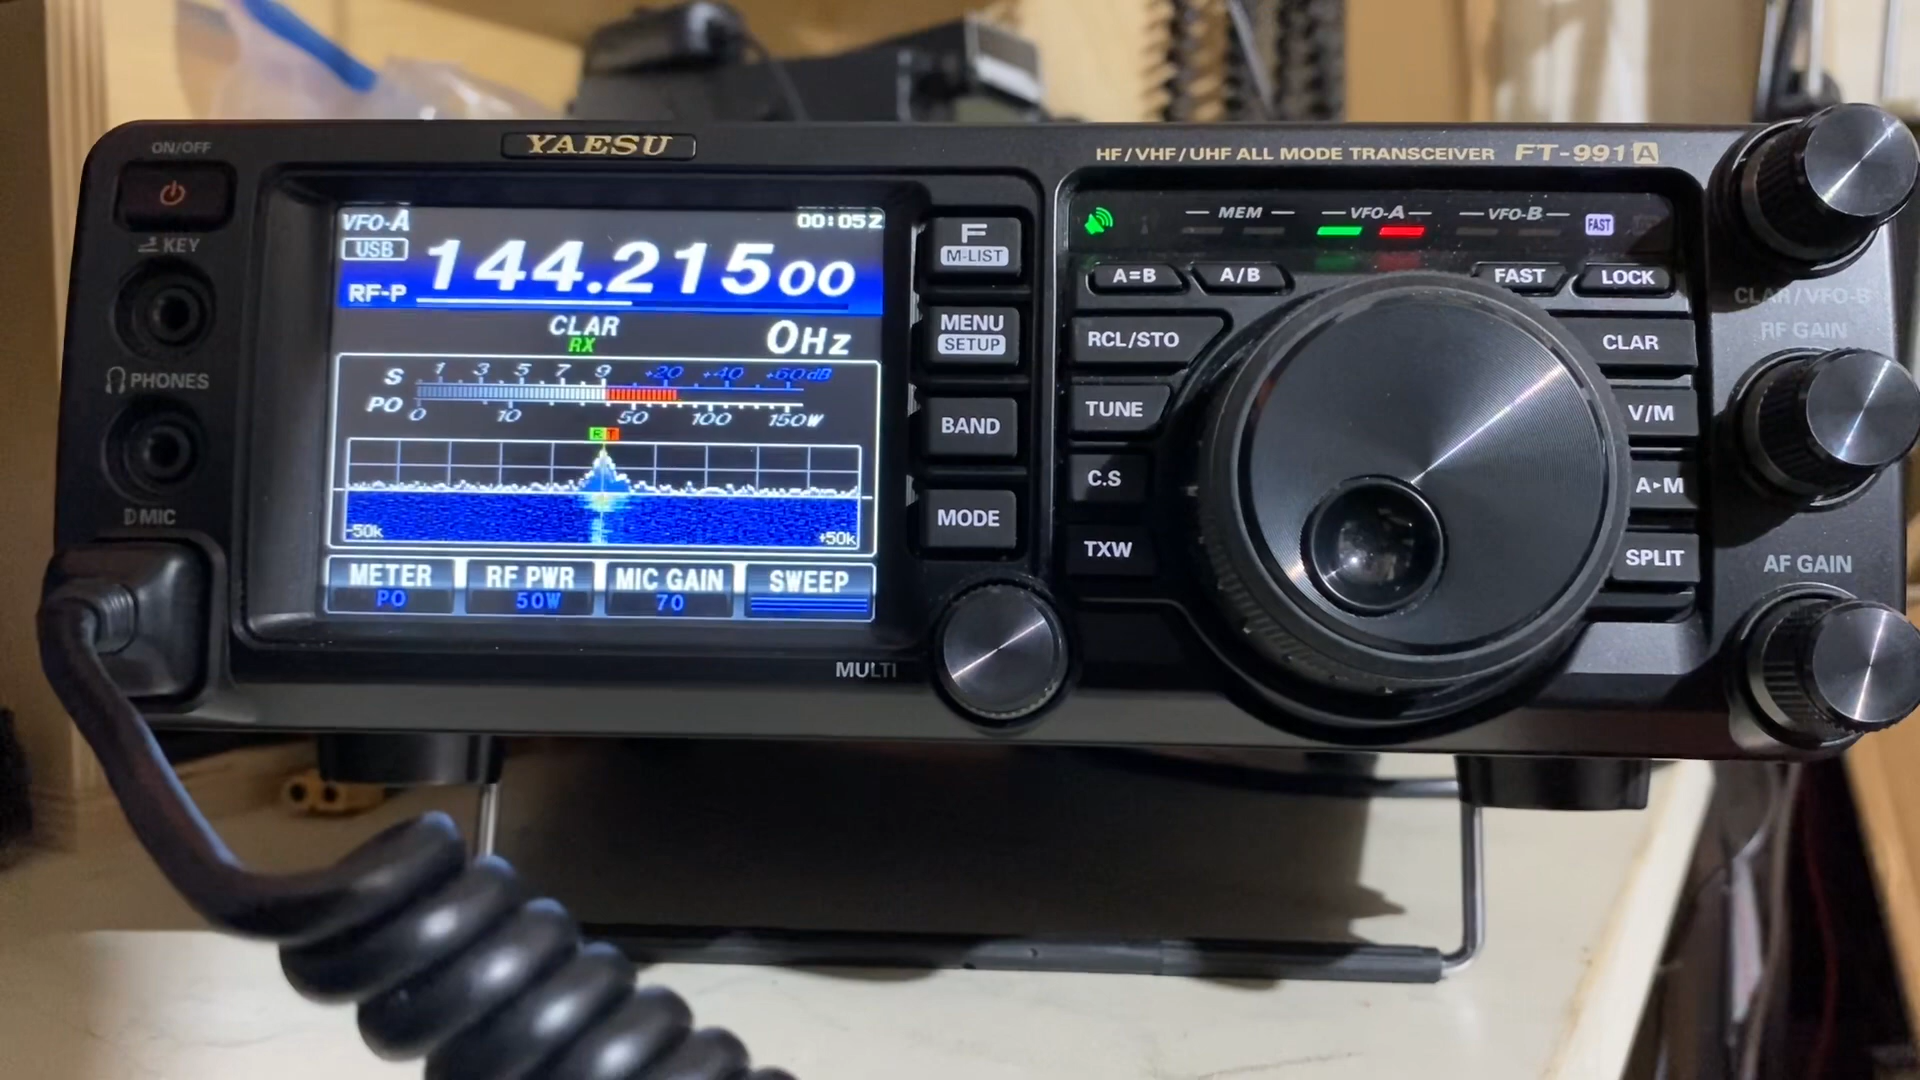 ON/OFF
YAESU
HF/VHF/UHF ALL MODE TRANSCEIVER FT-991A
KEY
PHONES
MIC
VFO-A 00:05Z
USB 144.21500
RF-P
CLAR 0Hz
RX
S 1 3 5 7 9 +20 +40 +60dB
PO 0 10 50 100 150W
R T
-50k +50k
METER RF PWR MIC GAIN SWEEP
PO 50W 70
F
M-LIST
MENU
SETUP
BAND
MODE
MULTI
MEM VFO-A VFO-B FAST
A=B A/B FAST LOCK
RCL/STO
TUNE
C.S
TXW
CLAR
V/M
A▸M
SPLIT
CLAR/VFO-B
RF GAIN
AF GAIN